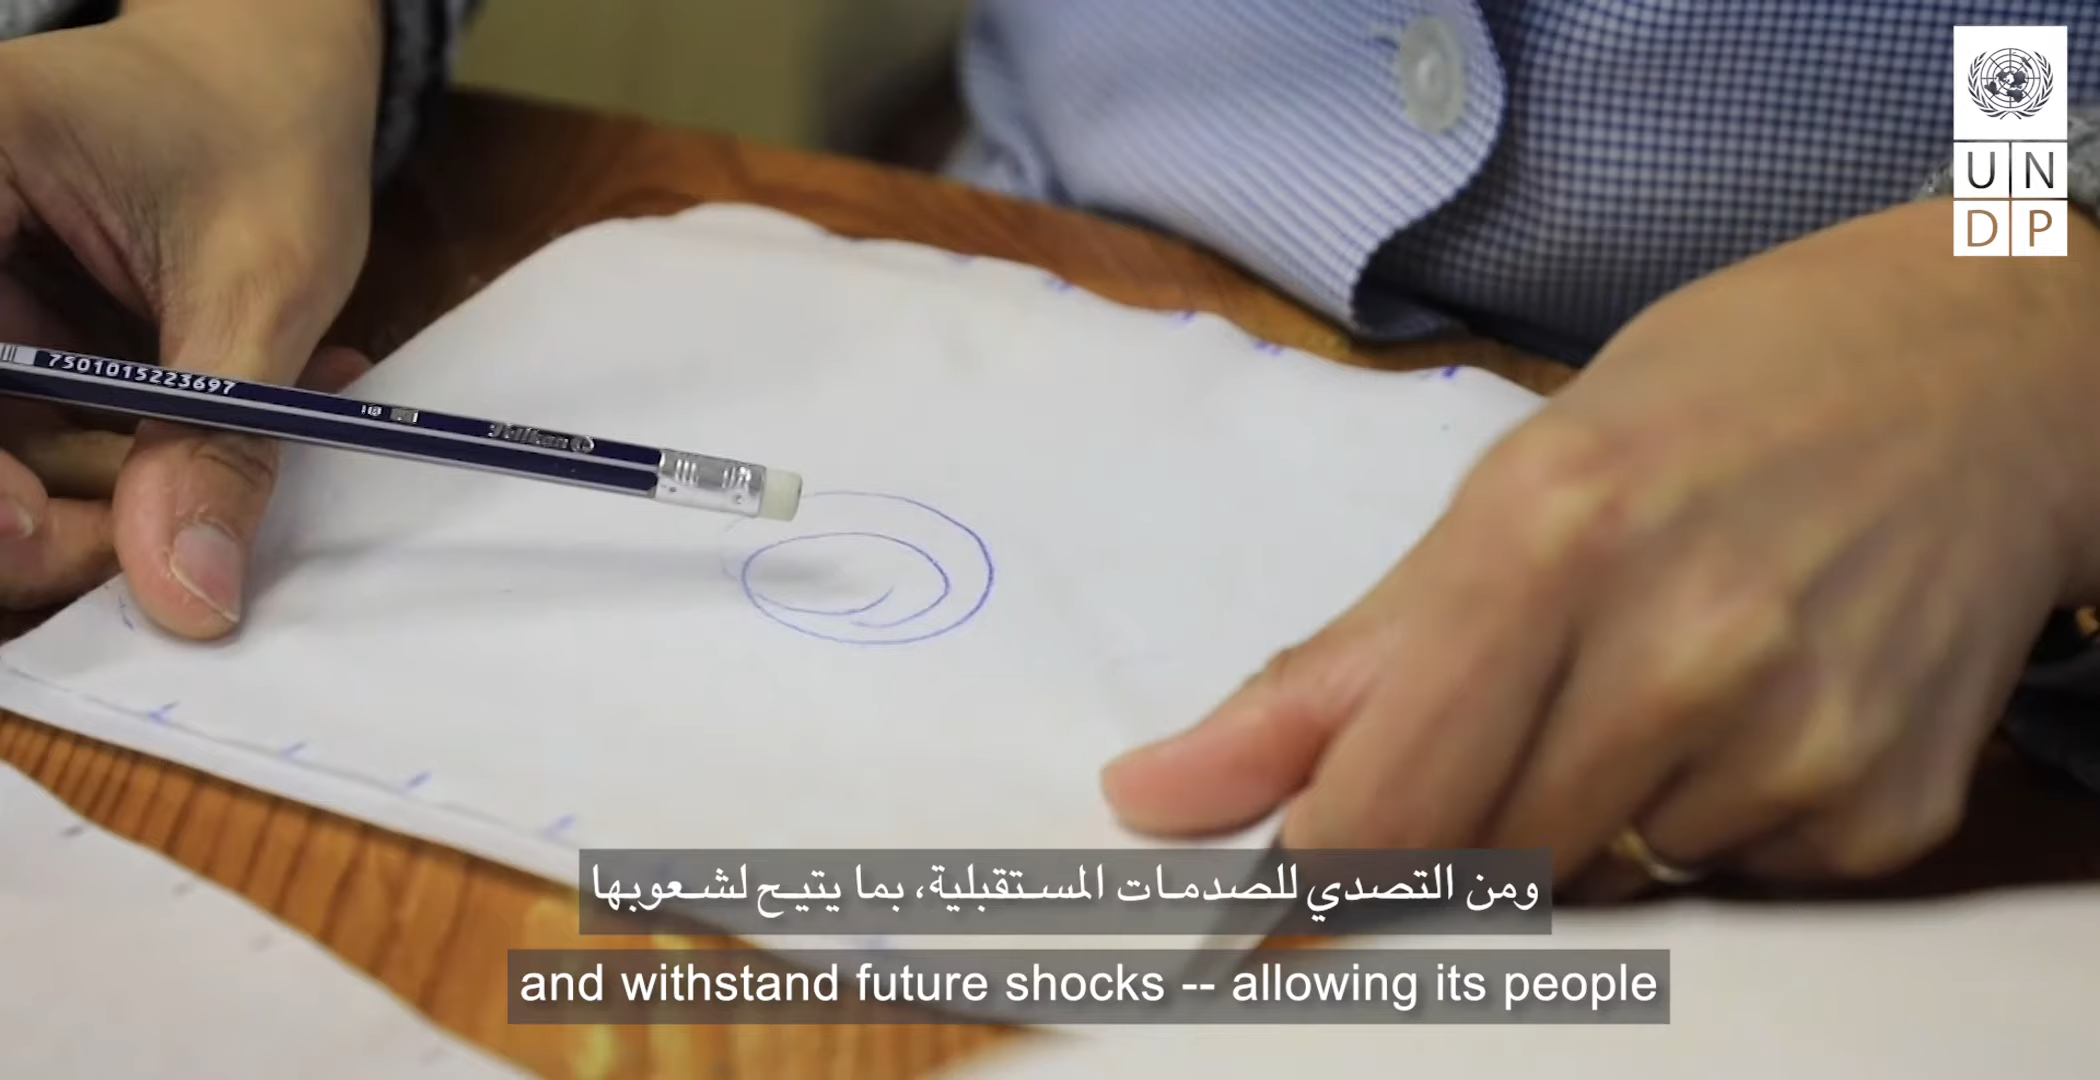 UN
DP
7501015223697
Pelikan
ومن التصدي للصدمات المستقبلية، بما يتيح لشعوبها
and withstand future shocks -- allowing its people